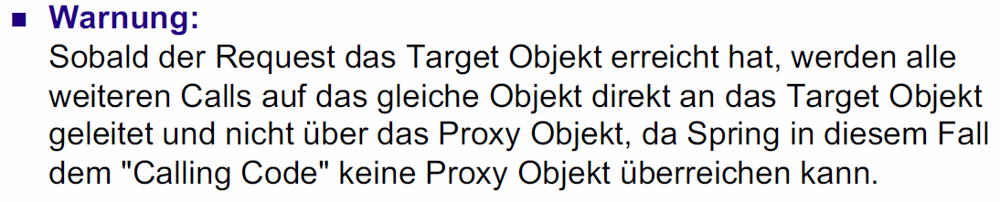 Warnung:
Sobald der Request das Target Objekt erreicht hat, werden alle
weiteren Calls auf das gleiche Objekt direkt an das Target Objekt
geleitet und nicht über das Proxy Objekt, da Spring in diesem Fall
dem "Calling Code" keine Proxy Objekt überreichen kann.